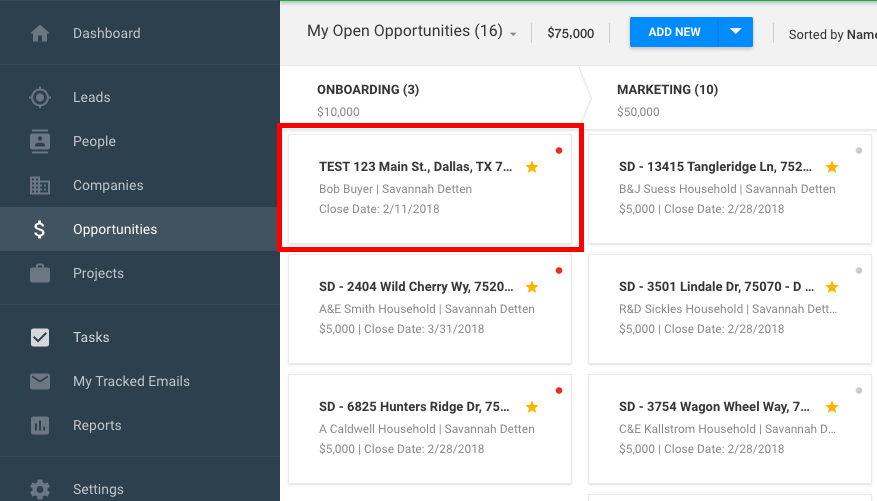 Dashboard
Leads
People
Companies
Opportunities
Projects
Tasks
My Tracked Emails
Reports
Settings
My Open Opportunities (16)
$75,000
ADD NEW
Sorted by Name
ONBOARDING (3)
$10,000
TEST 123 Main St., Dallas, TX 7...
Bob Buyer | Savannah Detten
Close Date: 2/11/2018
SD - 2404 Wild Cherry Wy, 7520...
A&E Smith Household | Savannah Detten
$5,000 | Close Date: 3/31/2018
SD - 6825 Hunters Ridge Dr, 75...
A Caldwell Household | Savannah Detten
$5,000 | Close Date: 2/28/2018
MARKETING (10)
$50,000
SD - 13415 Tangleridge Ln, 752...
B&J Suess Household | Savannah Detten
$5,000 | Close Date: 2/28/2018
SD - 3501 Lindale Dr, 75070 - D ...
R&D Sickles Household | Savannah Dett...
$5,000 | Close Date: 2/28/2018
SD - 3754 Wagon Wheel Way, 7...
C&E Kallstrom Household | Savannah D...
$5,000 | Close Date: 2/28/2018